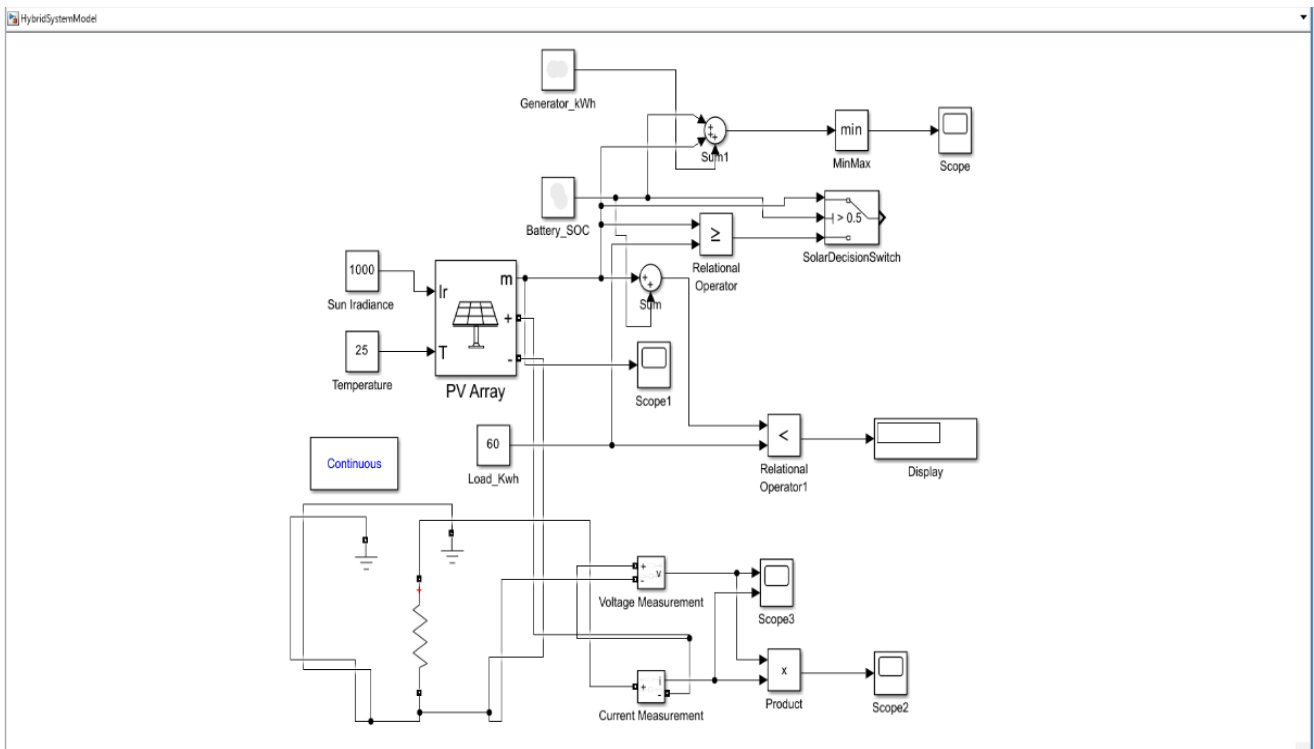 HybridSystemModel
Generator_kWh
+
+
+
Sum1
min
MinMax
Scope
Battery_SOC
> 0.5
SolarDecisionSwitch
≥
Relational
Operator
1000
Sun Iradiance
Ir
m
+
-
T
PV Array
+
+
Sum
25
Temperature
Scope1
60
Load_Kwh
<
Relational
Operator1
Display
Continuous
+
+
-
v
Voltage Measurement
Scope3
+
-
i
Current Measurement
x
Product
Scope2